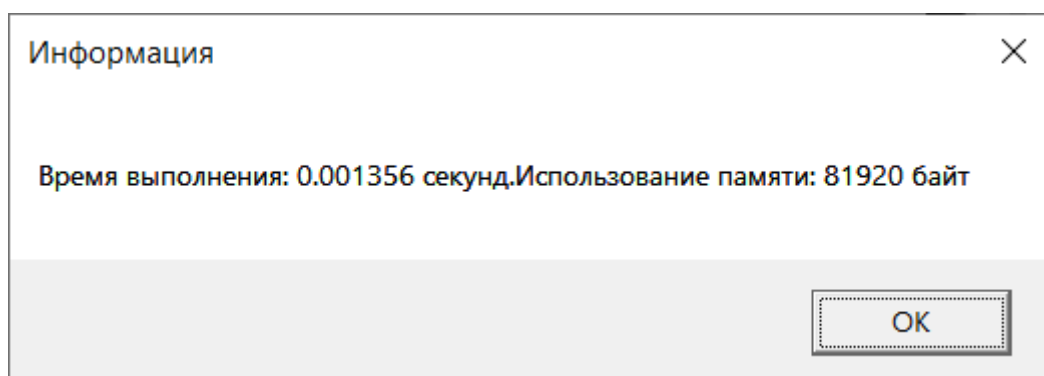 Информация
Время выполнения: 0.001356 секунд.Использование памяти: 81920 байт
OK